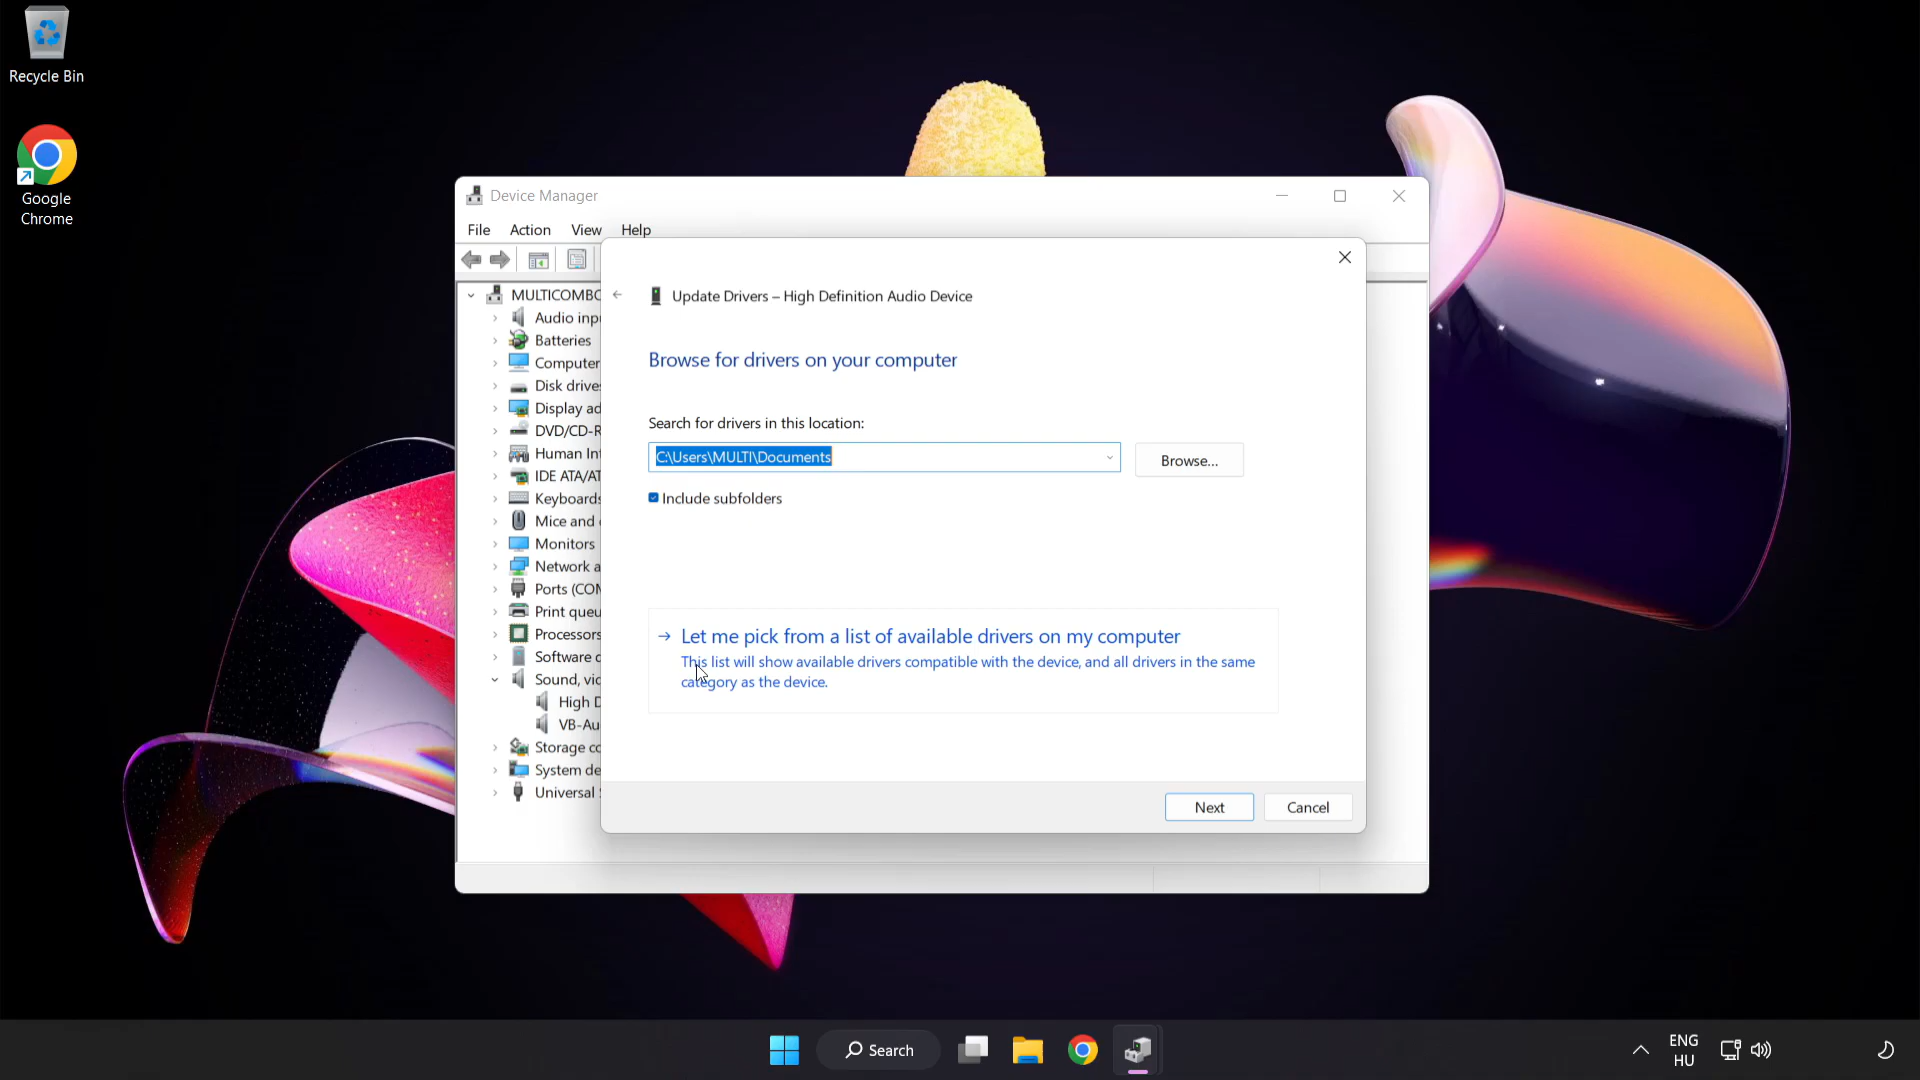 Recycle Bin
Google
Chrome
Device Manager
File Action View Help
MULTICOMBO
Audio inpu
Batteries
Computer
Disk drives
Display ad
DVD/CD-R
Human Int
IDE ATA/AT
Keyboards
Mice and
Monitors
Network a
Ports (COM
Print queu
Processors
Software d
Sound, vid
High D
VB-Au
Storage co
System de
Universal
Update Drivers – High Definition Audio Device
Browse for drivers on your computer
Search for drivers in this location:
C:\Users\MULTI\Documents
Browse...
Include subfolders
Let me pick from a list of available drivers on my computer
This list will show available drivers compatible with the device, and all drivers in the same
category as the device.
Next Cancel
Search
ENG
HU